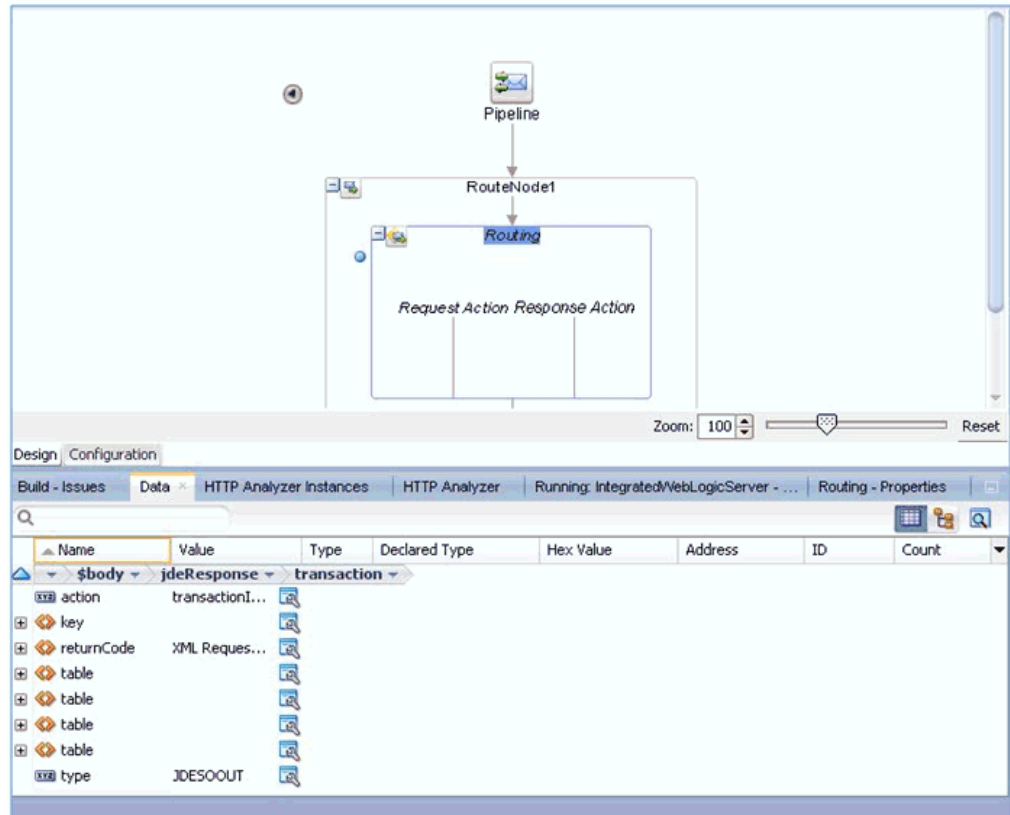 Pipeline
RouteNode1
Routing
Request Action Response Action
Zoom: 100 Reset
Design Configuration
Build - Issues Data HTTP Analyzer Instances HTTP Analyzer Running: IntegratedWebLogicServer - ... Routing - Properties
Name Value Type Declared Type Hex Value Address ID Count
$body jdeResponse transaction
action transactionI...
key
returnCode XML Reques...
table
table
table
table
type JDESOOUT